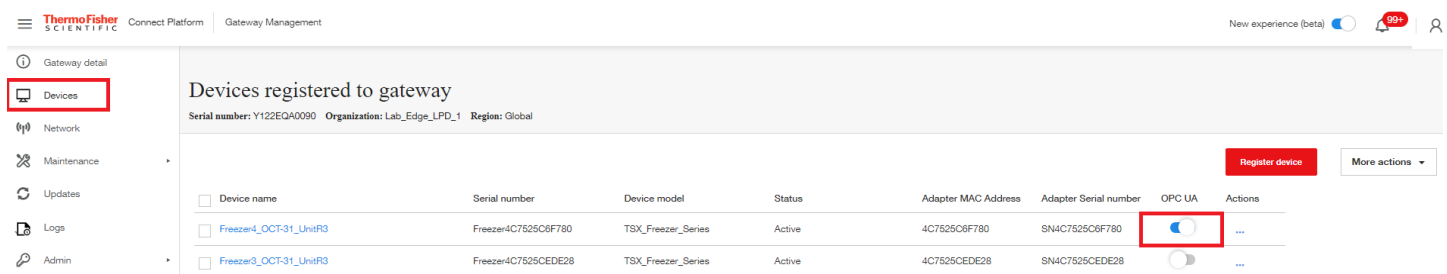 ThermoFisher SCIENTIFIC Connect Platform Gateway Management New experience (beta) 99+
Gateway detail
Devices
Network
Maintenance
Updates
Logs
Admin
Devices registered to gateway
Serial number: Y122EQA0090 Organization: Lab_Edge_LPD_1 Region: Global
Register device More actions
Device name Serial number Device model Status Adapter MAC Address Adapter Serial number OPC UA Actions
Freezer4_OCT-31_UnitR3 Freezer4C7525C6F780 TSX_Freezer_Series Active 4C7525C6F780 SN4C7525C6F780 ...
Freezer3_OCT-31_UnitR3 Freezer4C7525CEDE28 TSX_Freezer_Series Active 4C7525CEDE28 SN4C7525CEDE28 ...